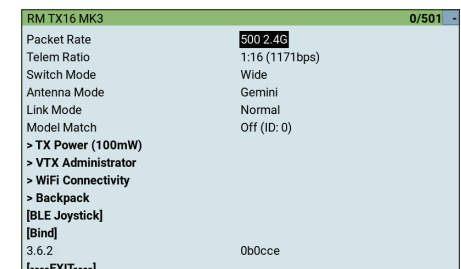 RM TX16 MK3 0/501 -
Packet Rate 500 2.4G
Telem Ratio 1:16 (1171bps)
Switch Mode Wide
Antenna Mode Gemini
Link Mode Normal
Model Match Off (ID: 0)
> TX Power (100mW)
> VTX Administrator
> WiFi Connectivity
> Backpack
[BLE Joystick]
[Bind]
3.6.2 0b0cce
[----EXIT----]